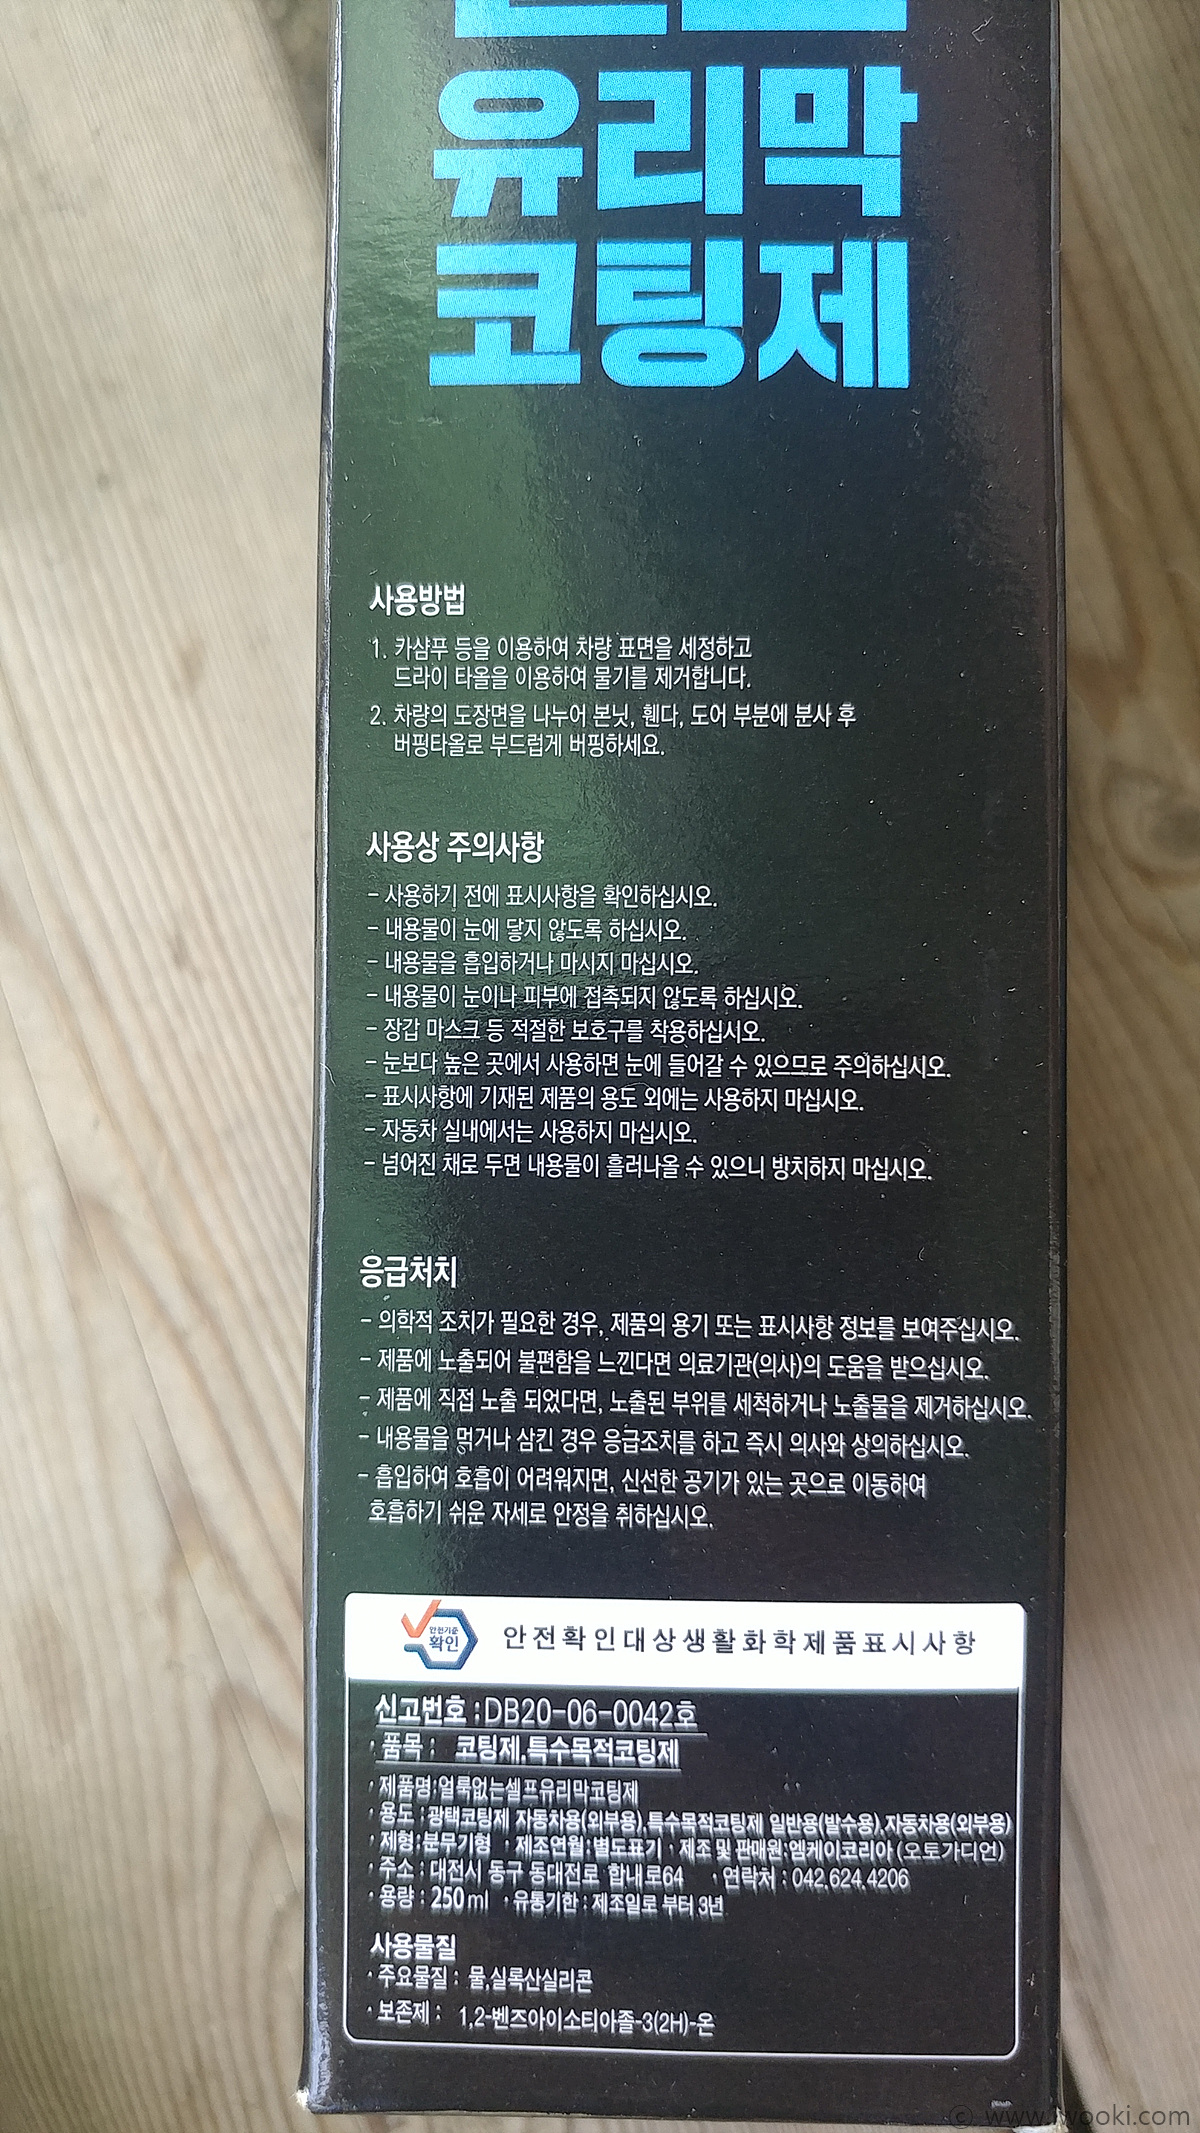 유리막
코팅제
사용방법
1. 카샴푸 등을 이용하여 차량 표면을 세정하고
드라이 타올을 이용하여 물기를 제거합니다.
2. 차량의 도장면을 나누어 본닛, 휀다, 도어 부분에 분사 후
버핑타올로 부드럽게 버핑하세요.
사용상 주의사항
- 사용하기 전에 표시사항을 확인하십시오.
- 내용물이 눈에 닿지 않도록 하십시오.
- 내용물을 흡입하거나 마시지 마십시오.
- 내용물이 눈이나 피부에 접촉되지 않도록 하십시오.
- 장갑 마스크 등 적절한 보호구를 착용하십시오.
- 눈보다 높은 곳에서 사용하면 눈에 들어갈 수 있으므로 주의하십시오.
- 표시사항에 기재된 제품의 용도 외에는 사용하지 마십시오.
- 자동차 실내에서는 사용하지 마십시오.
- 넘어진 채로 두면 내용물이 흘러나올 수 있으니 방치하지 마십시오.
응급처치
- 의학적 조치가 필요한 경우, 제품의 용기 또는 표시사항 정보를 보여주십시오.
- 제품에 노출되어 불편함을 느낀다면 의료기관(의사)의 도움을 받으십시오.
- 제품에 직접 노출 되었다면, 노출된 부위를 세척하거나 노출물을 제거하십시오.
- 내용물을 먹거나 삼킨 경우 응급조치를 하고 즉시 의사와 상의하십시오.
- 흡입하여 호흡이 어려워지면, 신선한 공기가 있는 곳으로 이동하여
호흡하기 쉬운 자세로 안정을 취하십시오.
안전기준
확인
안전확인대상생활화학제품표시사항
신고번호 :DB20-06-0042호
· 품목 : 코팅제,특수목적코팅제
· 제품명:얼룩없는셀프유리막코팅제
· 용도 :광택코팅제 자동차용(외부용),특수목적코팅제 일반용(발수용),자동차용(외부용)
· 제형:분무기형 · 제조연월:별도표기 · 제조 및 판매원:엠케이코리아 (오토가디언)
· 주소 : 대전시 동구 동대전로 합내로64 · 연락처 : 042.624.4206
· 용량 : 250ml · 유통기한 : 제조일로 부터 3년
사용물질
· 주요물질 : 물,실록산실리콘
· 보존제 : 1,2-벤즈아이소티아졸-3(2H)-온
© www.iwooki.com